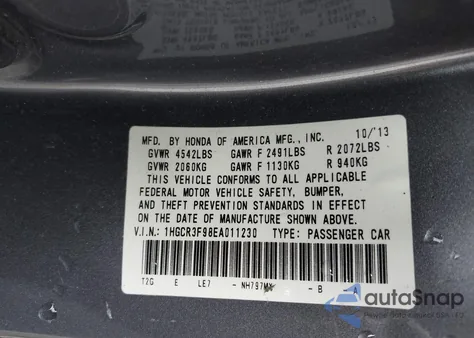 MFD. BY HONDA OF AMERICA MFG., INC. 10/13
GVWR 4542LBS GAWR F 2491LBS R 2072LBS
GVWR 2060KG GAWR F 1130KG R 940KG
THIS VEHICLE CONFORMS TO ALL APPLICABLE
FEDERAL MOTOR VEHICLE SAFETY, BUMPER,
AND THEFT PREVENTION STANDARDS IN EFFECT
ON THE DATE OF MANUFACTURE SHOWN ABOVE.
V.I.N.: 1HGCR3F98EA011230 TYPE: PASSENGER CAR
T2G E LE7 - NH797MX - B - A
autoSnap